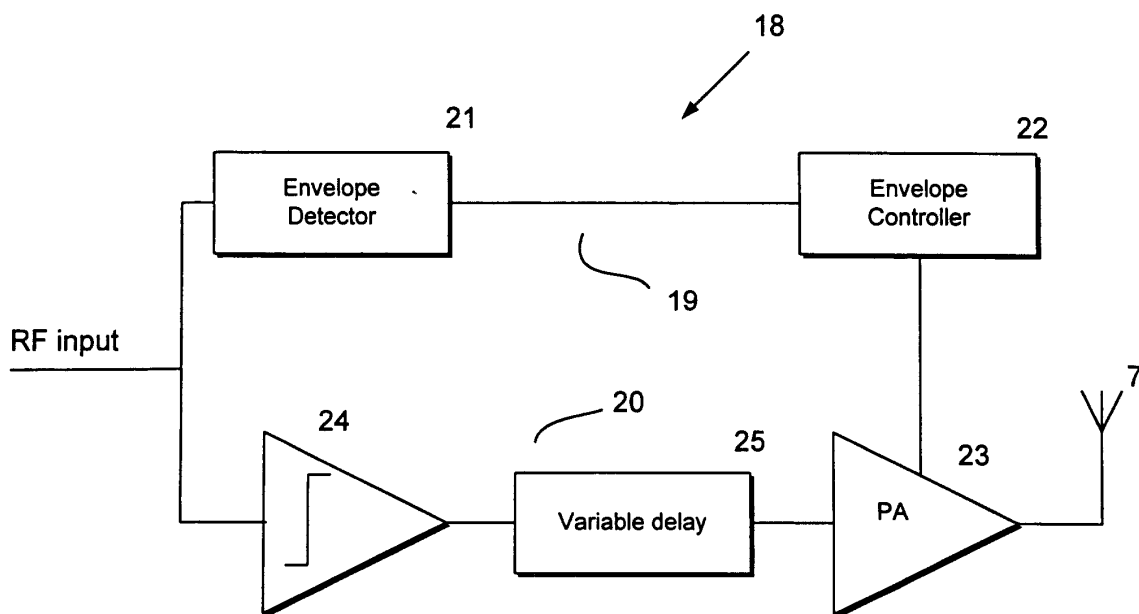 18
21
22
Envelope
Detector
Envelope
Controller
19
RF input
7
24
20
25
23
Variable delay
PA